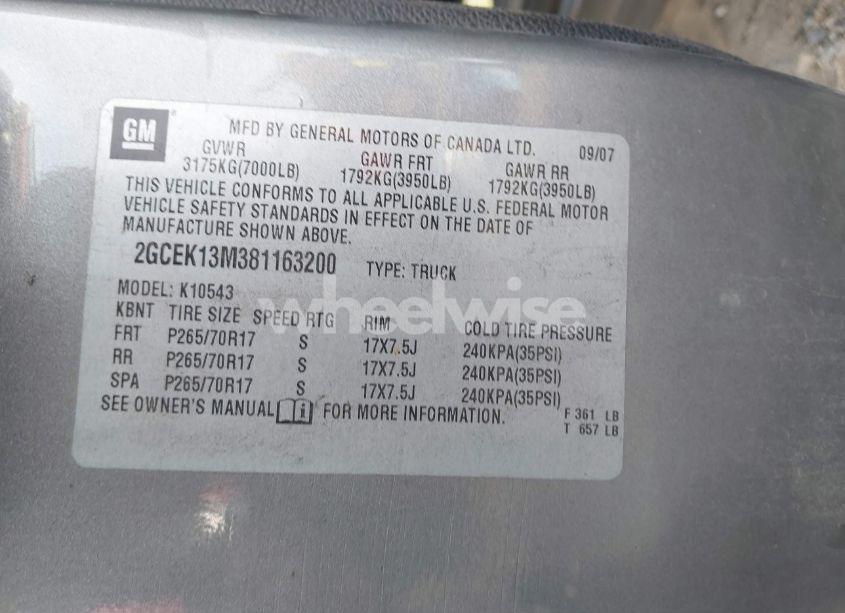 GM
MFD BY GENERAL MOTORS OF CANADA LTD. 09/07
GVWR GAWR FRT GAWR RR
3175KG(7000LB) 1792KG(3950LB) 1792KG(3950LB)
THIS VEHICLE CONFORMS TO ALL APPLICABLE U.S. FEDERAL MOTOR
VEHICLE SAFETY STANDARDS IN EFFECT ON THE DATE OF
MANUFACTURE SHOWN ABOVE.
2GCEK13M381163200 TYPE: TRUCK
MODEL: K10543
KBNT TIRE SIZE SPEED RTG RIM COLD TIRE PRESSURE
FRT P265/70R17 S 17X7.5J 240KPA(35PSI)
RR P265/70R17 S 17X7.5J 240KPA(35PSI)
SPA P265/70R17 S 17X7.5J 240KPA(35PSI)
SEE OWNER'S MANUAL i FOR MORE INFORMATION.
F 361 LB
T 657 LB
wheelwise